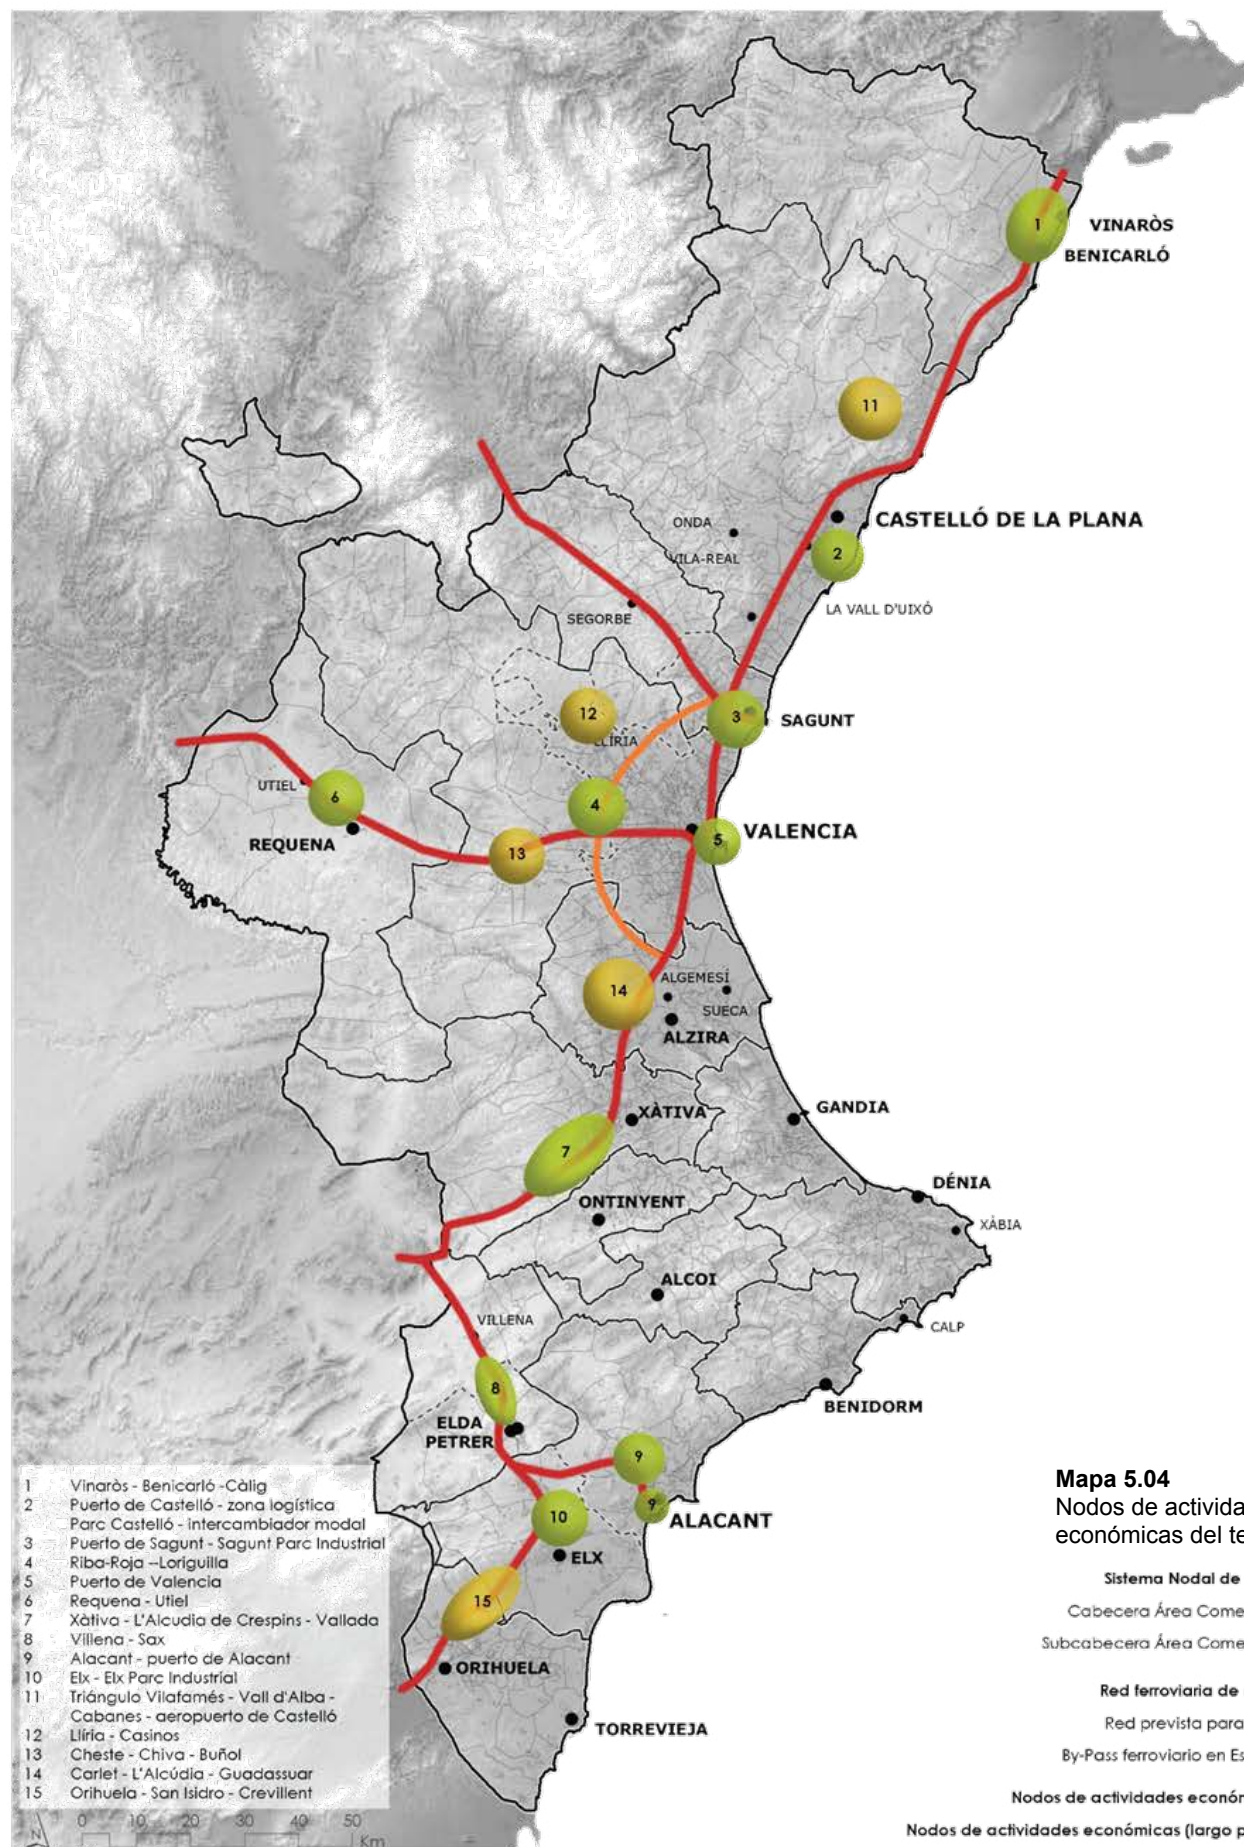 1
VINARÒS
BENICARLÓ
11
CASTELLÓ DE LA PLANA
ONDA
2
VILA-REAL
LA VALL D'UIXÓ
SEGORBE
12
3
SAGUNT
LLÍRIA
UTIEL
6
4
REQUENA
13
5
VALENCIA
14
ALGEMESÍ
SUECA
ALZIRA
XÀTIVA
GANDIA
7
DÉNIA
ONTINYENT
XÀBIA
ALCOI
VILLENA
CALP
8
BENIDORM
ELDA
PETRER
9
9
10
ALACANT
ELX
15
ORIHUELA
TORREVIEJA
1 Vinaròs - Benicarló -Càlig
2 Puerto de Castelló - zona logística
Parc Castelló - intercambiador modal
3 Puerto de Sagunt - Sagunt Parc Industrial
4 Riba-Roja --Loriguilla
5 Puerto de Valencia
6 Requena - Utiel
7 Xàtiva - L'Alcudia de Crespins - Vallada
8 Villena - Sax
9 Alacant - puerto de Alacant
10 Elx - Elx Parc Industrial
11 Triángulo Vilafamés - Vall d'Alba -
Cabanes - aeropuerto de Castelló
12 Llíria - Casinos
13 Cheste - Chiva - Buñol
14 Carlet - L'Alcúdia - Guadassuar
15 Orihuela - San Isidro - Crevillent
N
0 10 20 30 40 50
Km
Mapa 5.04
Nodos de activida
económicas del te
Sistema Nodal de
Cabecera Área Come
Subcabecera Área Come
Red ferroviaria de
Red prevista para
By-Pass ferroviario en Es
Nodos de actividades econó
Nodos de actividades económicas (largo p